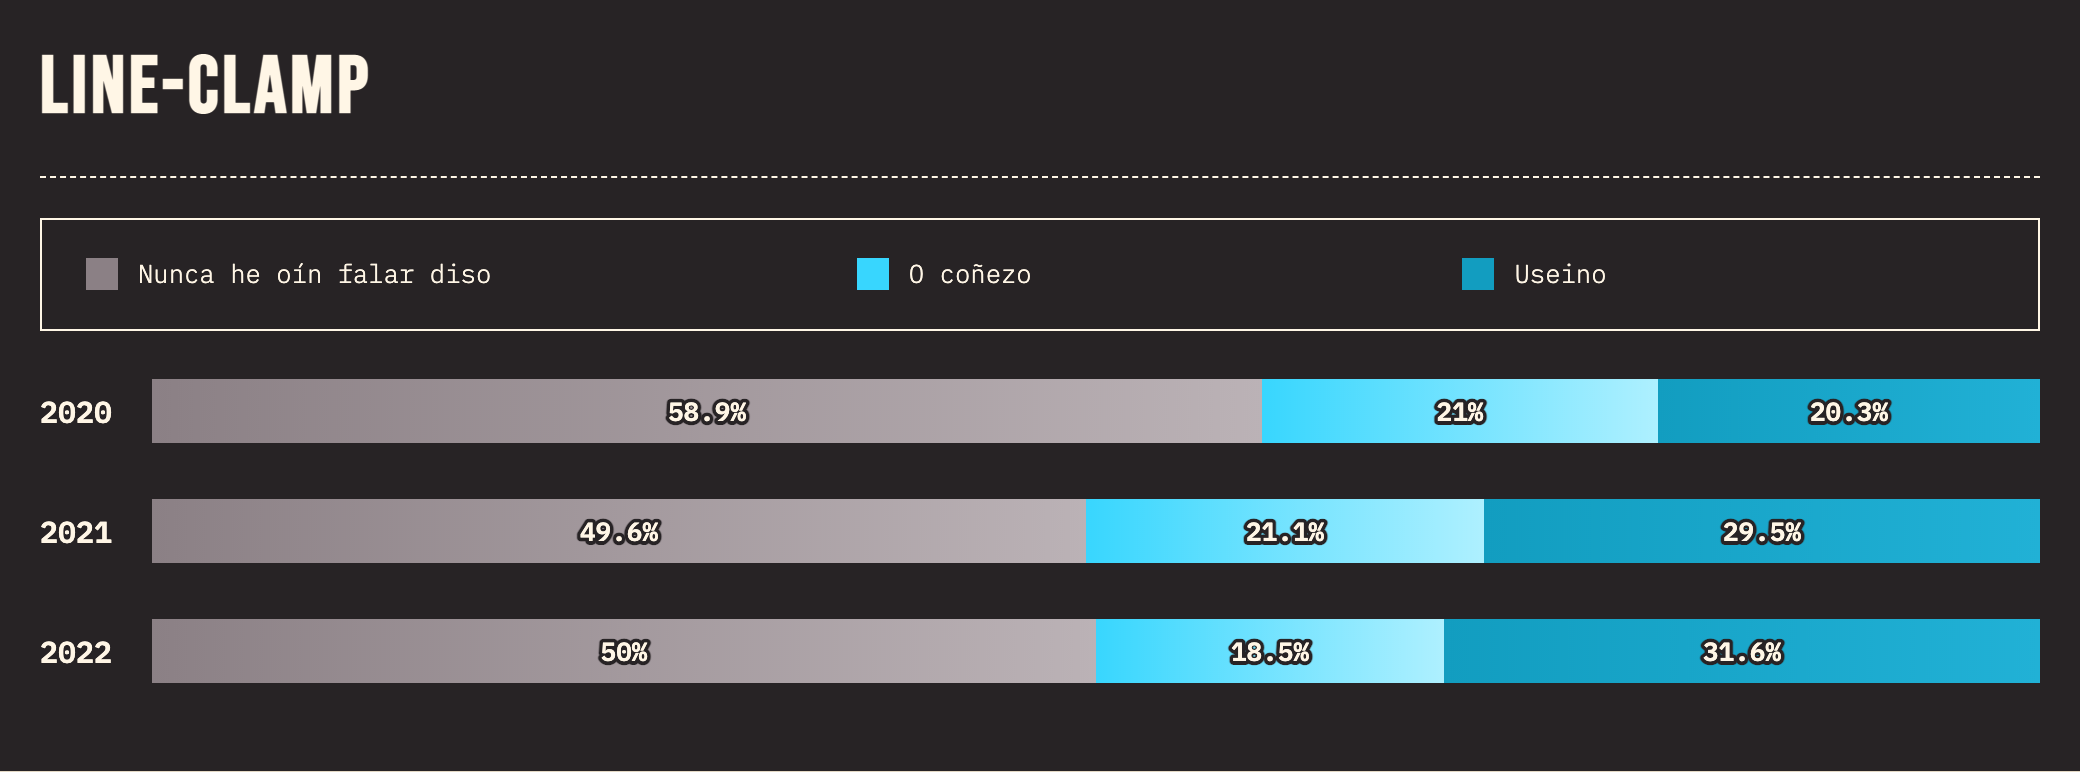 LINE-CLAMP
Nunca he oín falar diso O coñezo Useino
2020 58.9% 21% 20.3%
2021 49.6% 21.1% 29.5%
2022 50% 18.5% 31.6%